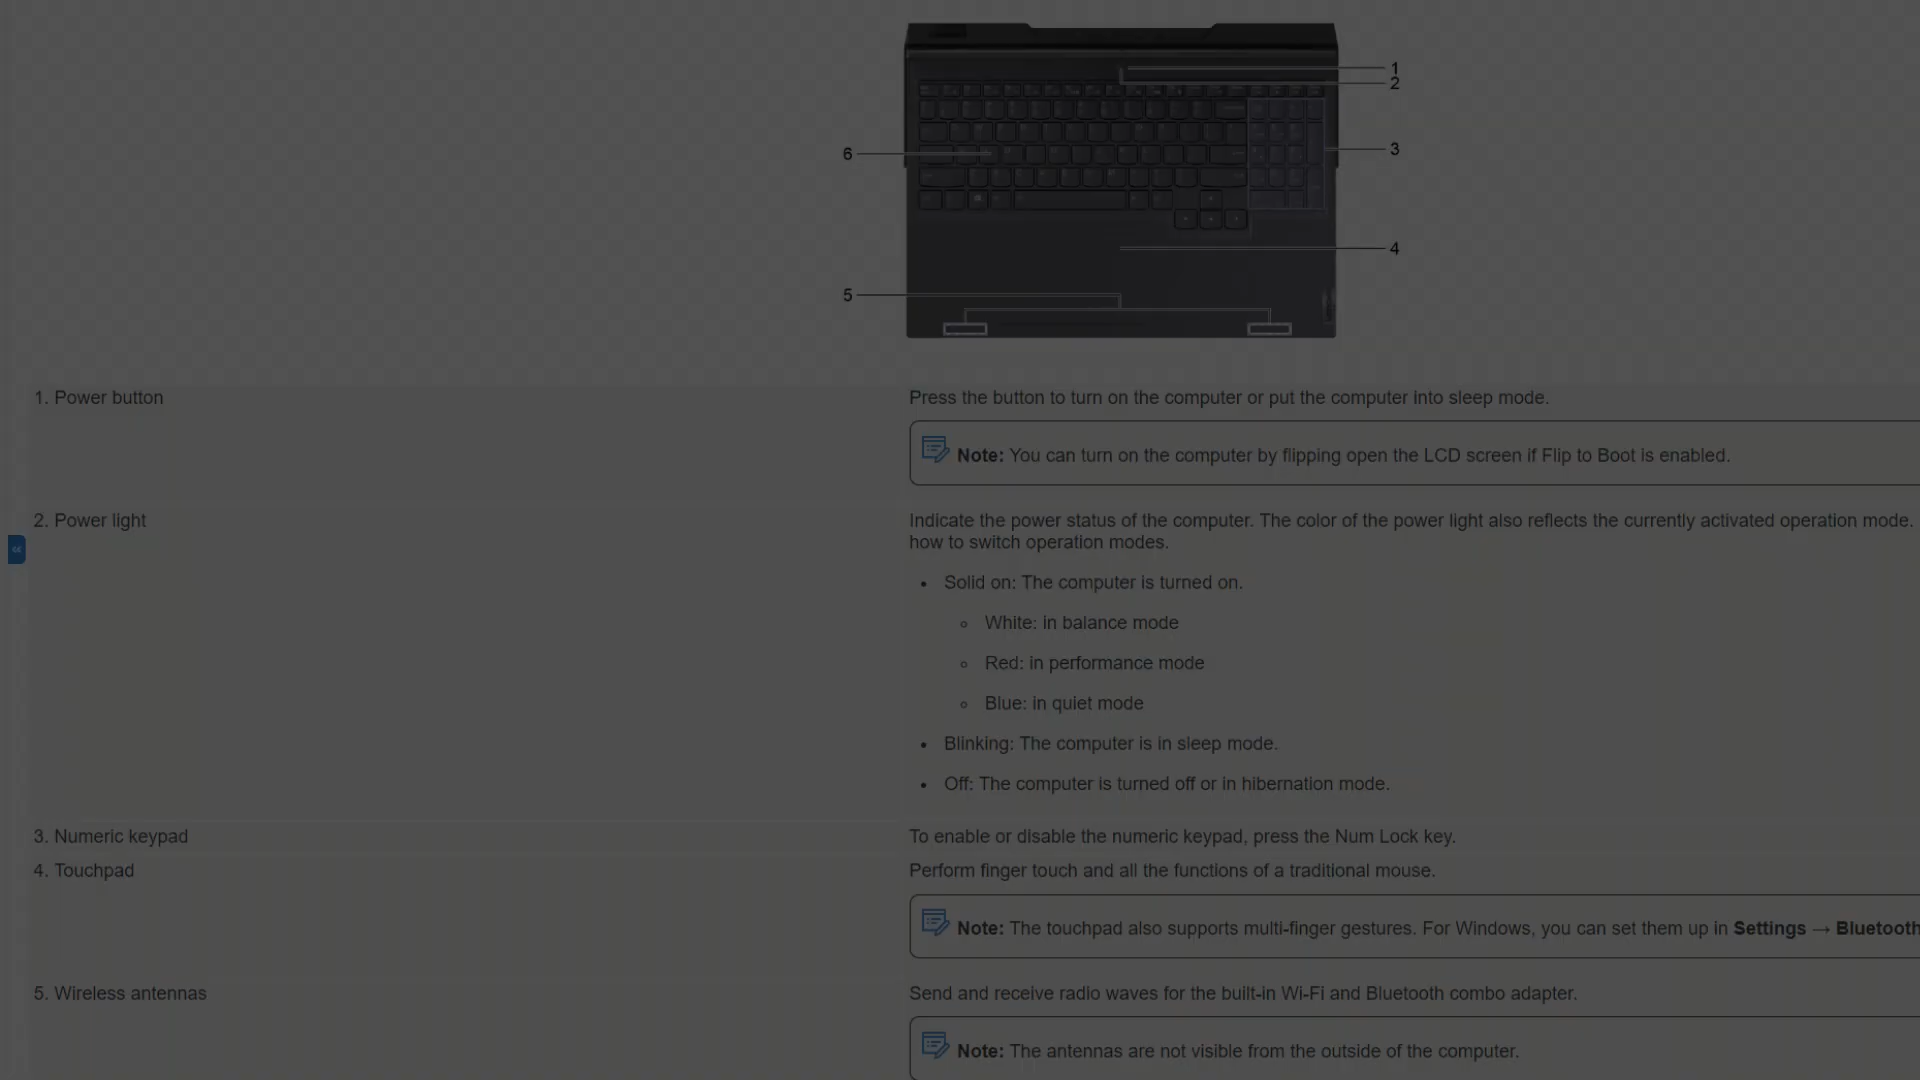 1
2
3
6
4
5
1. Power button
Press the button to turn on the computer or put the computer into sleep mode.
Note: You can turn on the computer by flipping open the LCD screen if Flip to Boot is enabled.
2. Power light
Indicate the power status of the computer. The color of the power light also reflects the currently activated operation mode.
how to switch operation modes.
• Solid on: The computer is turned on.
○ White: in balance mode
○ Red: in performance mode
○ Blue: in quiet mode
• Blinking: The computer is in sleep mode.
• Off: The computer is turned off or in hibernation mode.
3. Numeric keypad
To enable or disable the numeric keypad, press the Num Lock key.
4. Touchpad
Perform finger touch and all the functions of a traditional mouse.
Note: The touchpad also supports multi-finger gestures. For Windows, you can set them up in Settings → Bluetooth
5. Wireless antennas
Send and receive radio waves for the built-in Wi-Fi and Bluetooth combo adapter.
Note: The antennas are not visible from the outside of the computer.